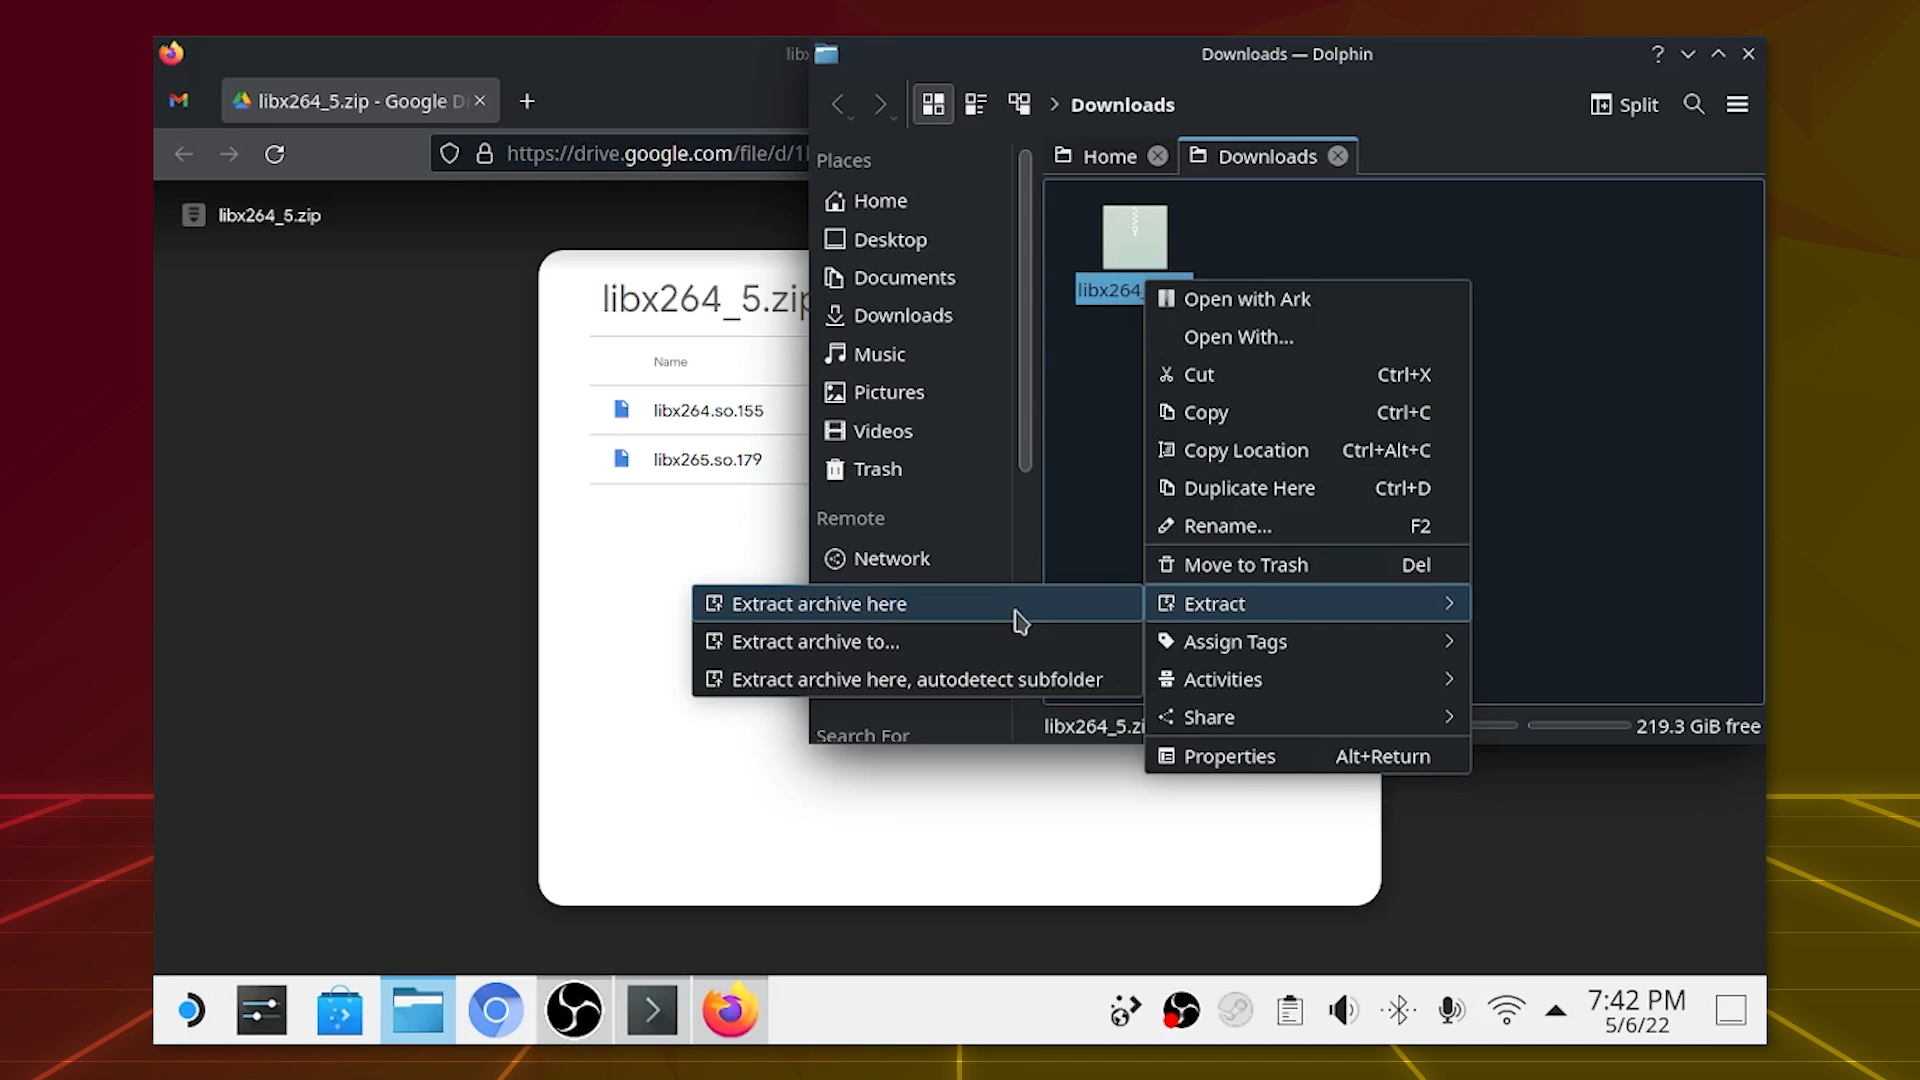 libx
Downloads — Dolphin
libx264_5.zip - Google D
https://drive.google.com/file/d/1
Downloads
Split
libx264_5.zip
Places
Home
Desktop
Documents
Downloads
Music
Pictures
Videos
Trash
Remote
Network
Search For
Home
Downloads
libx264_5.zip
Name
libx264.so.155
libx265.so.179
libx264_
Open with Ark
Open With...
Cut Ctrl+X
Copy Ctrl+C
Copy Location Ctrl+Alt+C
Duplicate Here Ctrl+D
Rename... F2
Move to Trash Del
Extract
Assign Tags
Activities
Share
Properties Alt+Return
Extract archive here
Extract archive to...
Extract archive here, autodetect subfolder
libx264_5.zi
219.3 GiB free
7:42 PM
5/6/22